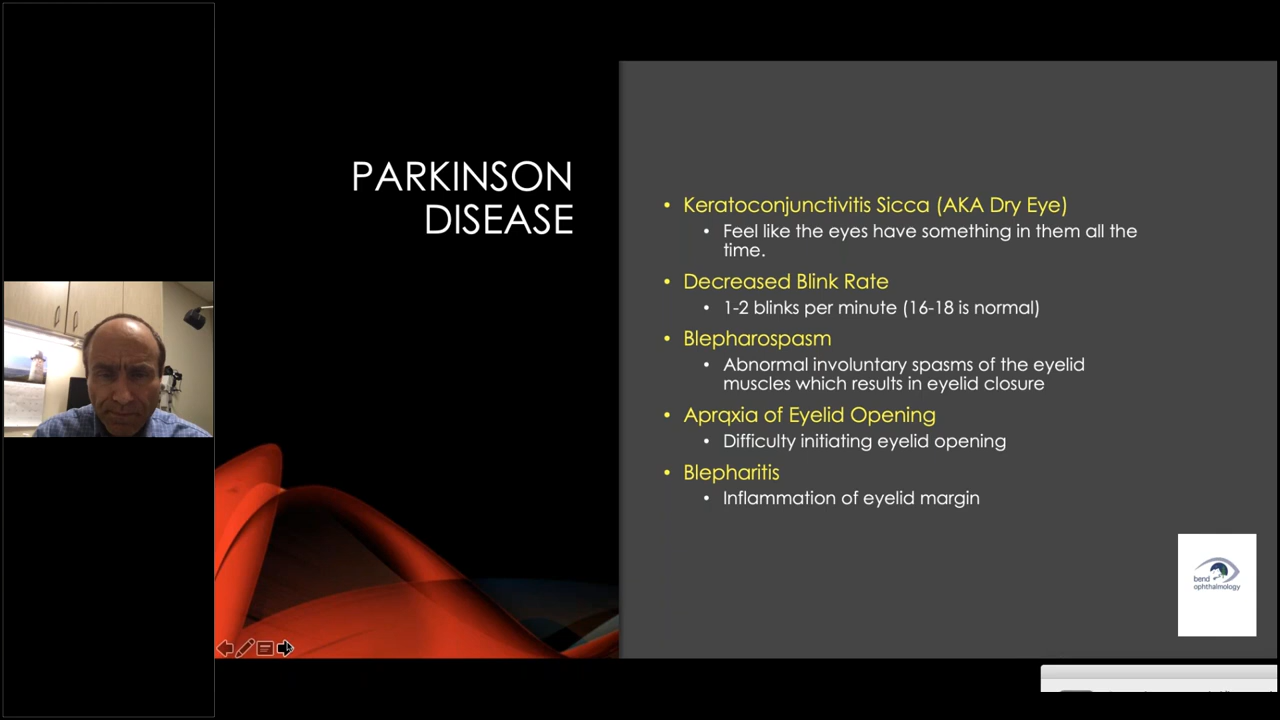 PARKINSON
DISEASE
• Keratoconjunctivitis Sicca (AKA Dry Eye)
• Feel like the eyes have something in them all the
time.
• Decreased Blink Rate
• 1-2 blinks per minute (16-18 is normal)
• Blepharospasm
• Abnormal involuntary spasms of the eyelid
muscles which results in eyelid closure
• Aprqxia of Eyelid Opening
• Difficulty initiating eyelid opening
• Blepharitis
• Inflammation of eyelid margin
bend
ophthalmology